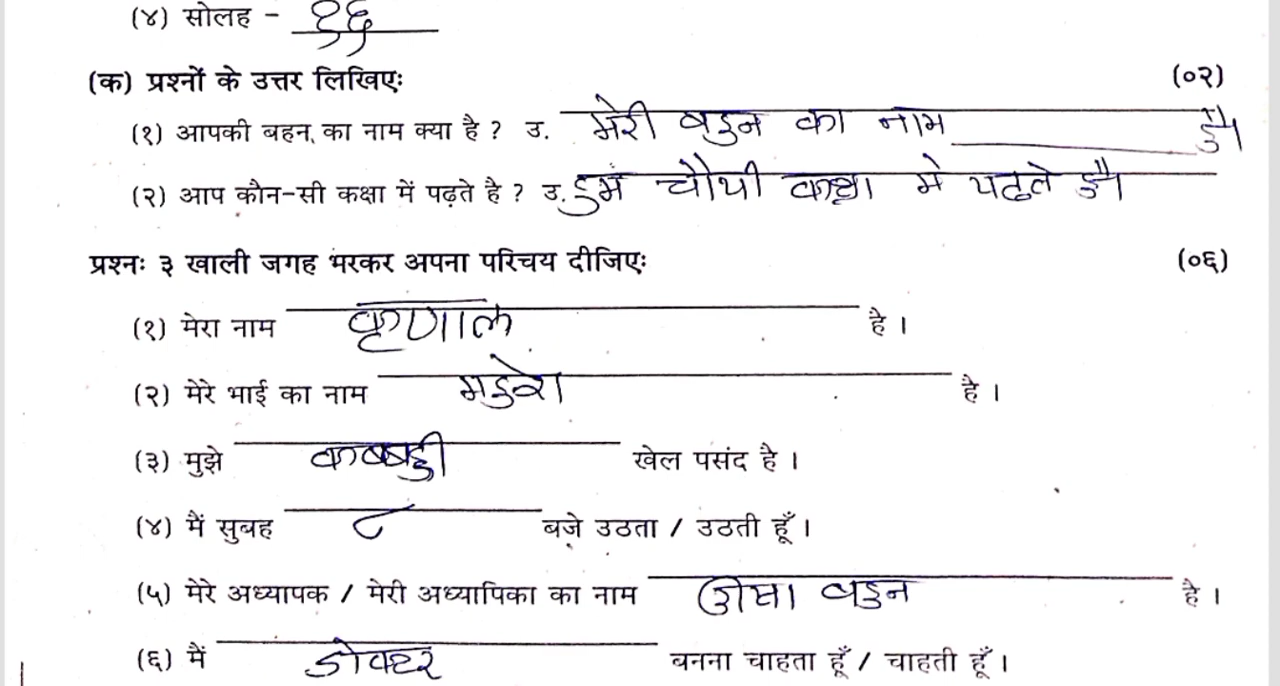 (४) सोलह - १६
(क) प्रश्नों के उत्तर लिखिएः (०२)
(१) आपकी बहन का नाम क्या है ? उ. मेरी बहन का नाम ______ है
(२) आप कौन-सी कक्षा में पढ़ते है ? उ. हम चौथी कक्षा मे पढते है
प्रश्नः ३ खाली जगह भरकर अपना परिचय दीजिएः (०६)
(१) मेरा नाम कृणाल है ।
(२) मेरे भाई का नाम महेश है ।
(३) मुझे कबड्डी खेल पसंद है ।
(४) मैं सुबह ८ बजे उठता / उठती हूँ ।
(५) मेरे अध्यापक / मेरी अध्यापिका का नाम बहन है ।
(६) मैं डोक्टर बनना चाहता हूँ / चाहती हूँ ।